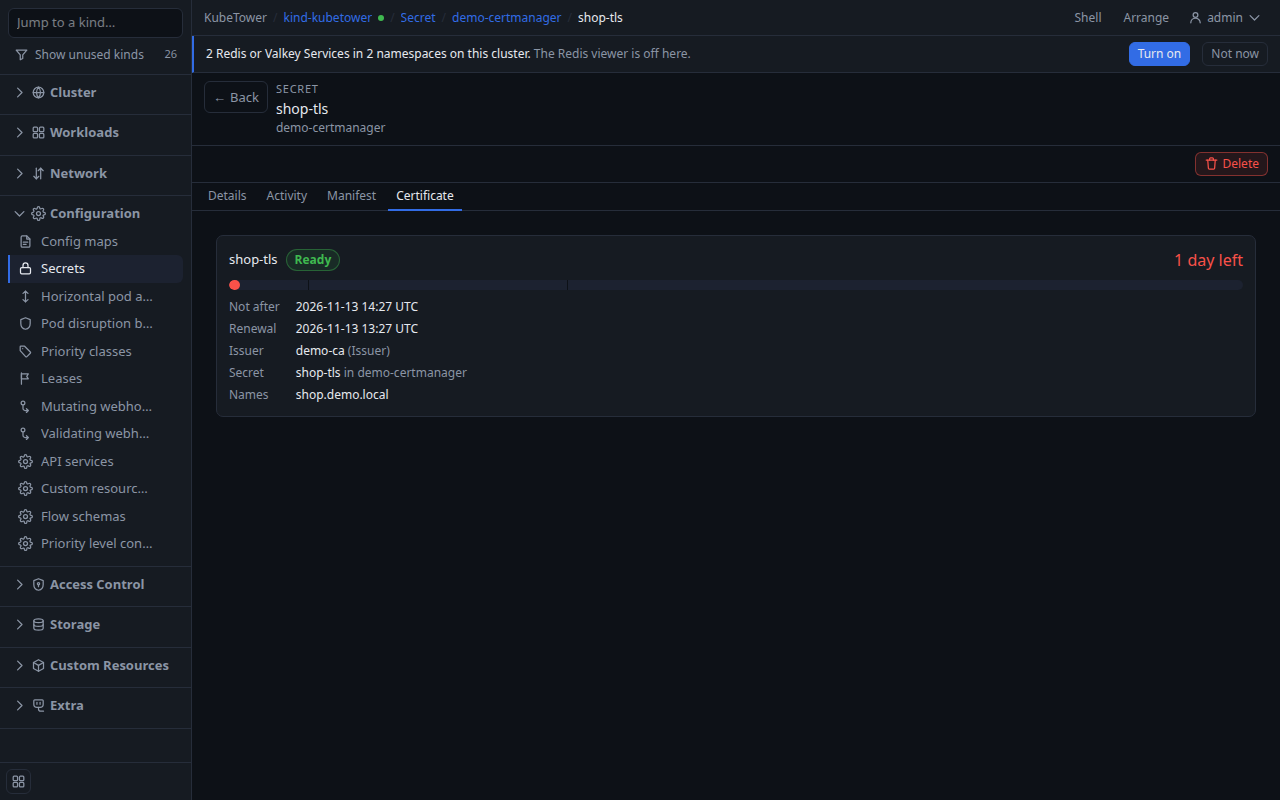 Jump to a kind...
Show unused kinds 26
Cluster
Workloads
Network
Configuration
Config maps
Secrets
Horizontal pod a...
Pod disruption b...
Priority classes
Leases
Mutating webho...
Validating webh...
API services
Custom resourc...
Flow schemas
Priority level con...
Access Control
Storage
Custom Resources
Extra
KubeTower / kind-kubetower / Secret / demo-certmanager / shop-tls
Shell Arrange admin
2 Redis or Valkey Services in 2 namespaces on this cluster. The Redis viewer is off here.
Turn on Not now
← Back
SECRET
shop-tls
demo-certmanager
Delete
Details Activity Manifest Certificate
shop-tls Ready 1 day left
Not after 2026-11-13 14:27 UTC
Renewal 2026-11-13 13:27 UTC
Issuer demo-ca (Issuer)
Secret shop-tls in demo-certmanager
Names shop.demo.local